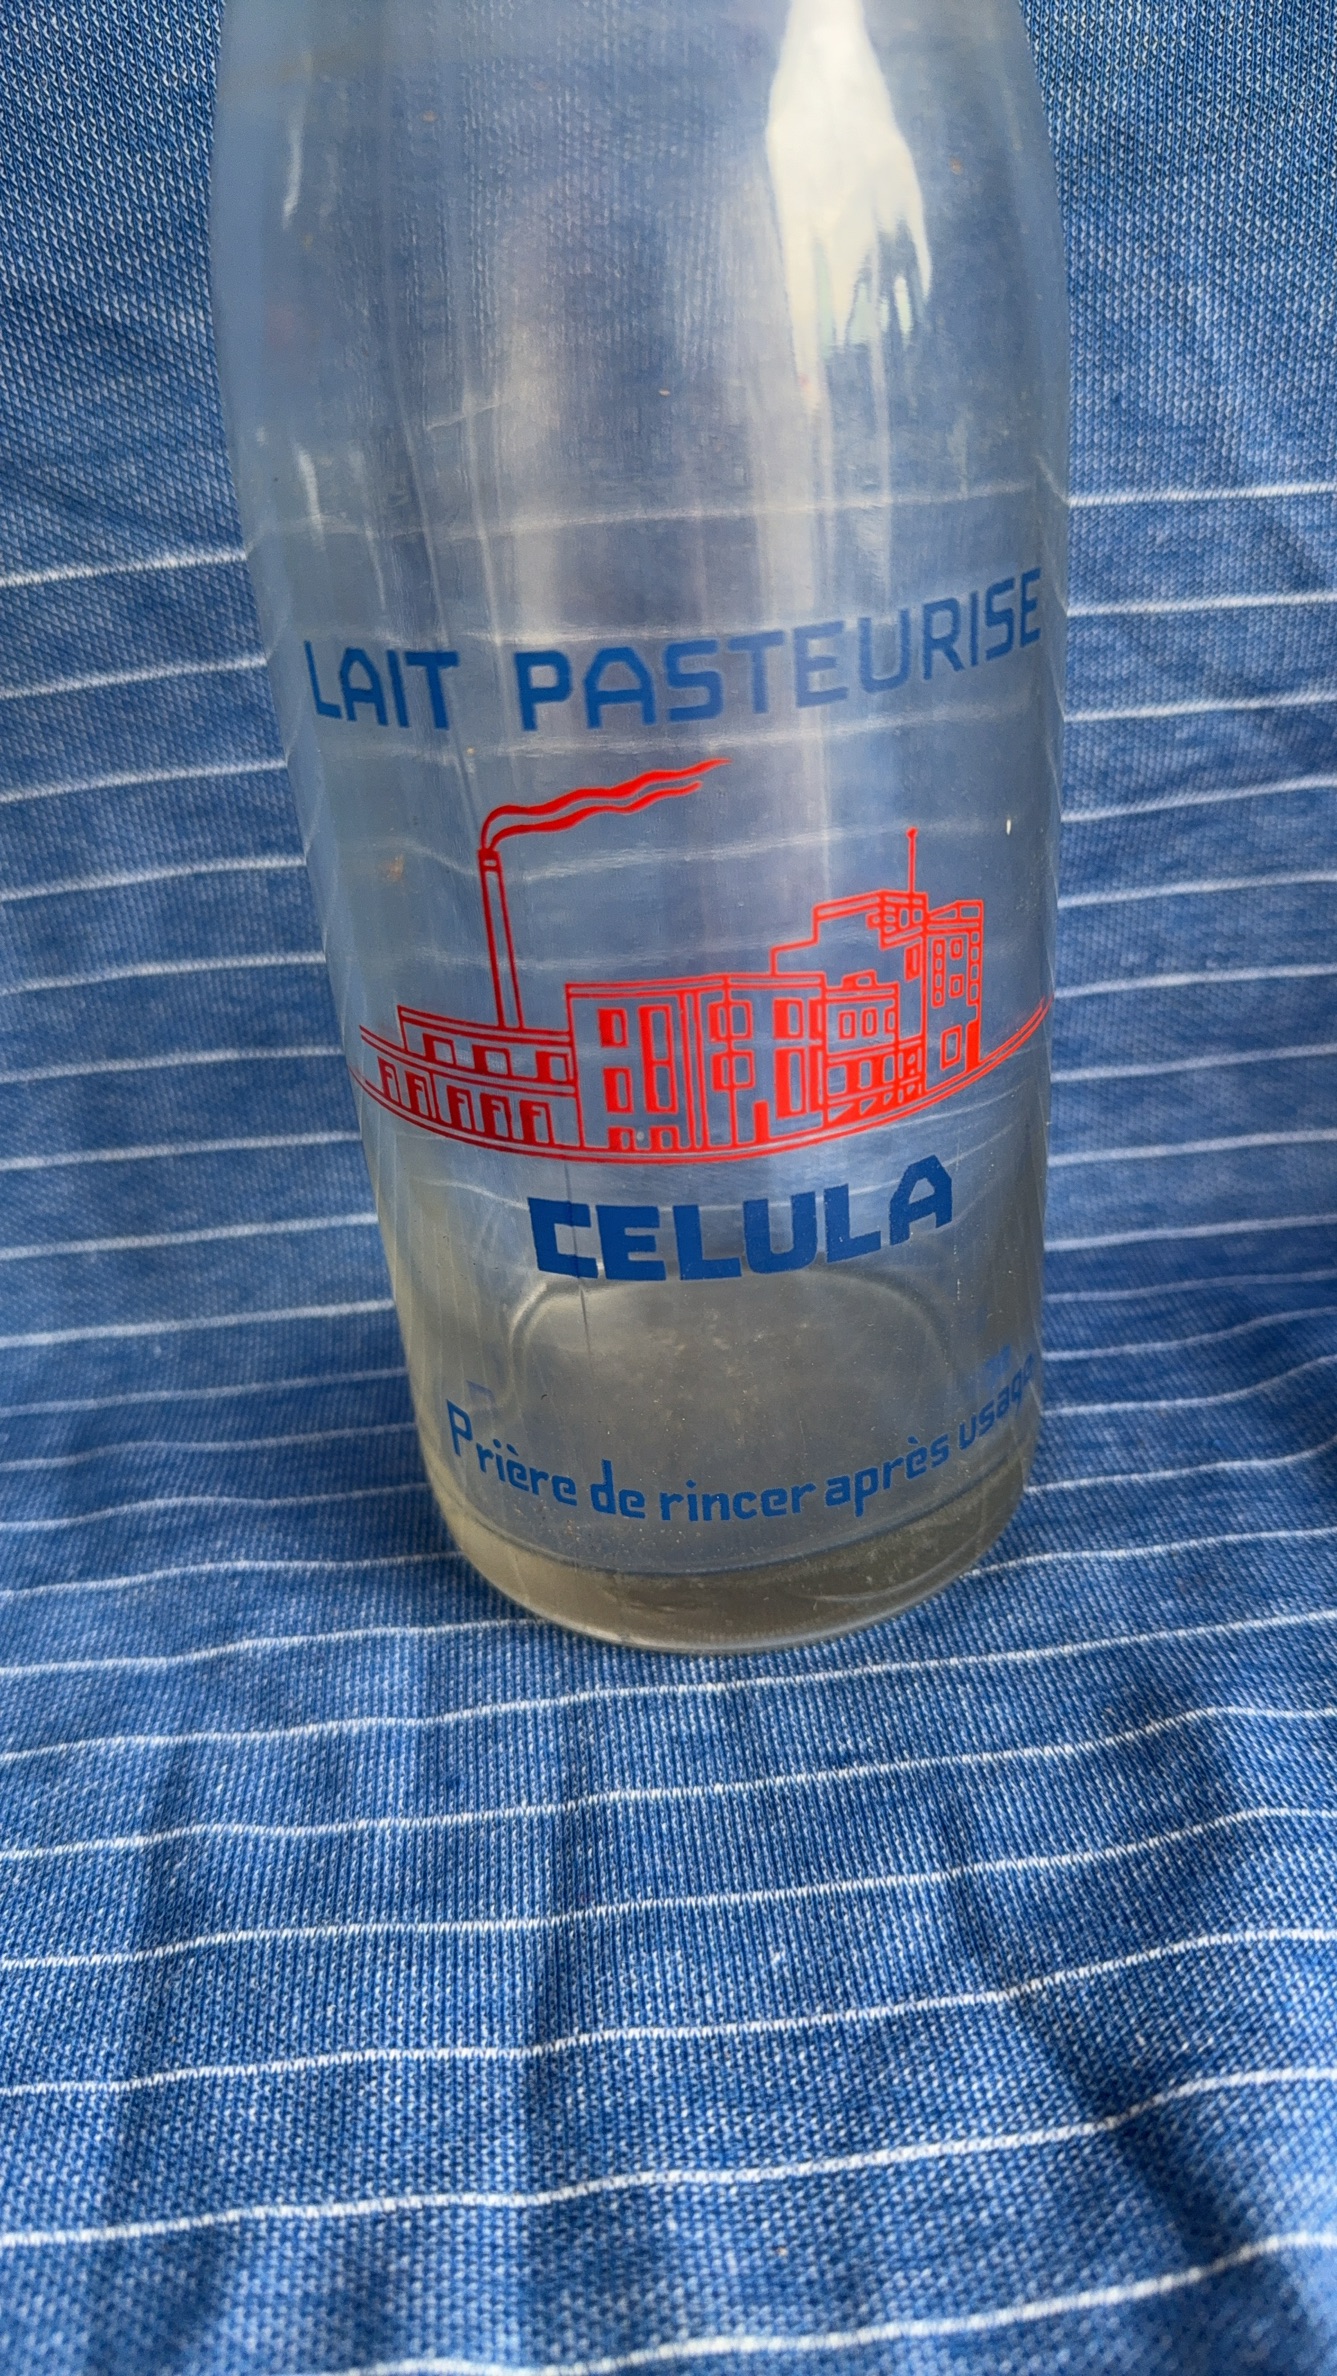 LAIT PASTEURISE
CELULA
Prière de rincer après usage